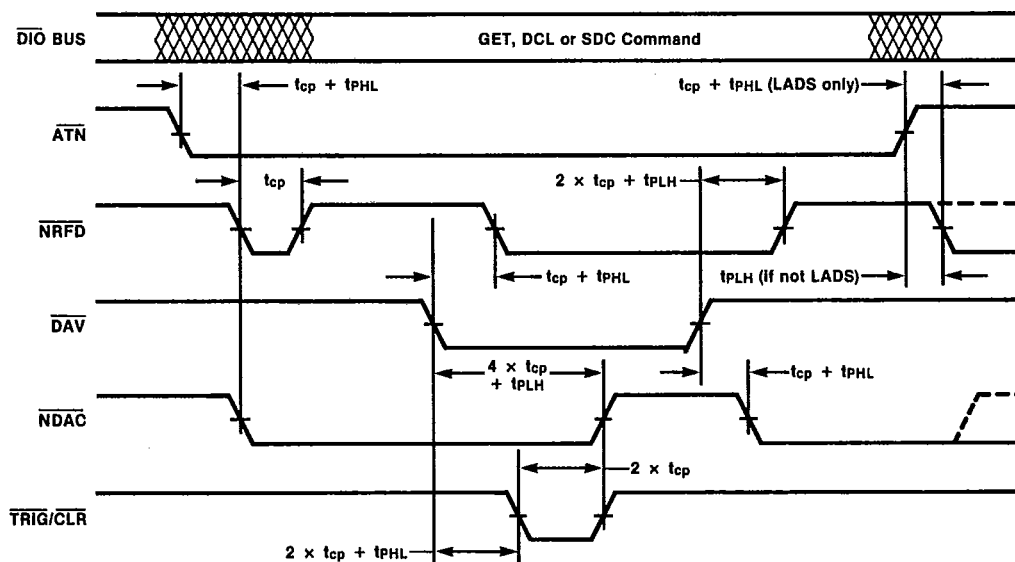 DIO BUS
GET, DCL or SDC Command
tcp + tPHL
tcp + tPHL (LADS only)
ATN
tcp
2 × tcp + tPLH
NRFD
tcp + tPHL
tPLH (if not LADS)
DAV
4 × tcp
+ tPLH
tcp + tPHL
NDAC
2 × tcp
TRIG/CLR
2 × tcp + tPHL